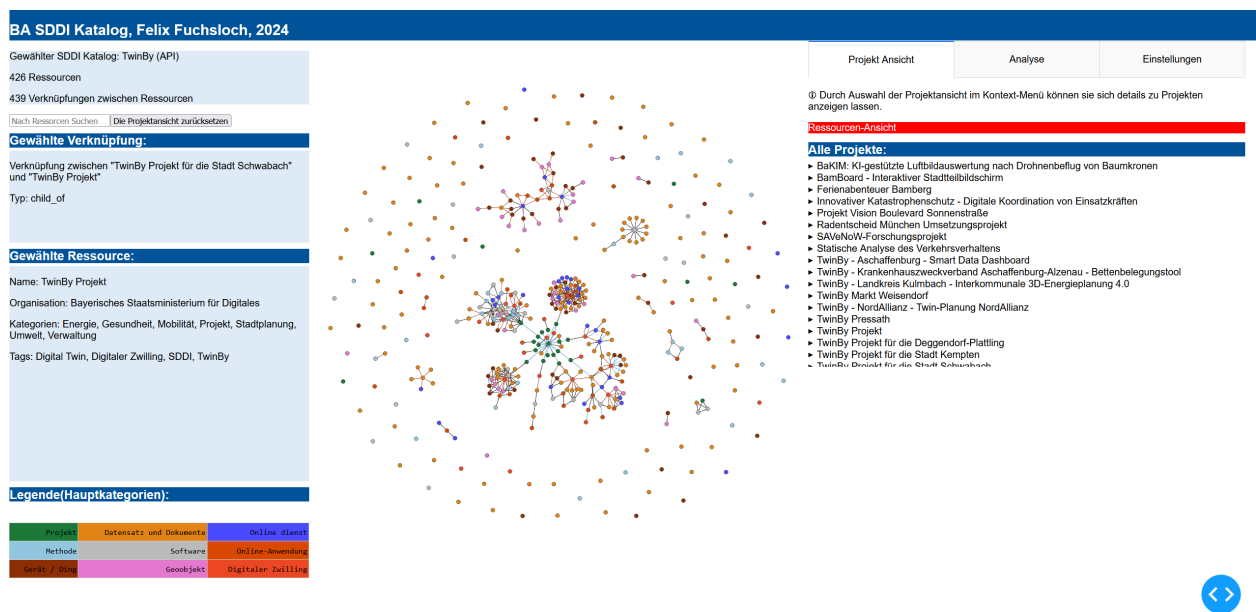 BA SDDI Katalog, Felix Fuchsloch, 2024
Gewählter SDDI Katalog: TwinBy (API)
426 Ressourcen
439 Verknüpfungen zwischen Ressourcen
Nach Ressorcen Suchen
Die Projektansicht zurücksetzen
Gewählte Verknüpfung:
Verknüpfung zwischen "TwinBy Projekt für die Stadt Schwabach"
und "TwinBy Projekt"
Typ: child_of
Gewählte Ressource:
Name: TwinBy Projekt
Organisation: Bayerisches Staatsministerium für Digitales
Kategorien: Energie, Gesundheit, Mobilität, Projekt, Stadtplanung,
Umwelt, Verwaltung
Tags: Digital Twin, Digitaler Zwilling, SDDI, TwinBy
Legende(Hauptkategorien):
Projekt Datensatz und Dokumente Online dienst
Methode Software Online-Anwendung
Gerät / Ding Geoobjekt Digitaler Zwilling
Projekt Ansicht Analyse Einstellungen
Durch Auswahl der Projektansicht im Kontext-Menü können sie sich details zu Projekten
anzeigen lassen.
Ressourcen-Ansicht
Alle Projekte:
▸ BaKIM: KI-gestützte Luftbildauswertung nach Drohnenbeflug von Baumkronen
▸ BamBoard - Interaktiver Stadtteilbildschirm
▸ Ferienabenteuer Bamberg
▸ Innovativer Katastrophenschutz - Digitale Koordination von Einsatzkräften
▸ Projekt Vision Boulevard Sonnenstraße
▸ Radentscheid München Umsetzungsprojekt
▸ SAVeNoW-Forschungsprojekt
▸ Statische Analyse des Verkehrsverhaltens
▸ TwinBy - Aschaffenburg - Smart Data Dashboard
▸ TwinBy - Krankenhauszweckverband Aschaffenburg-Alzenau - Bettenbelegungstool
▸ TwinBy - Landkreis Kulmbach - Interkommunale 3D-Energieplanung 4.0
▸ TwinBy Markt Weisendorf
▸ TwinBy - NordAllianz - Twin-Planung NordAllianz
▸ TwinBy Pressath
▸ TwinBy Projekt
▸ TwinBy Projekt für die Deggendorf-Plattling
▸ TwinBy Projekt für die Stadt Kempten
▸ TwinBy Projekt für die Stadt Schwabach